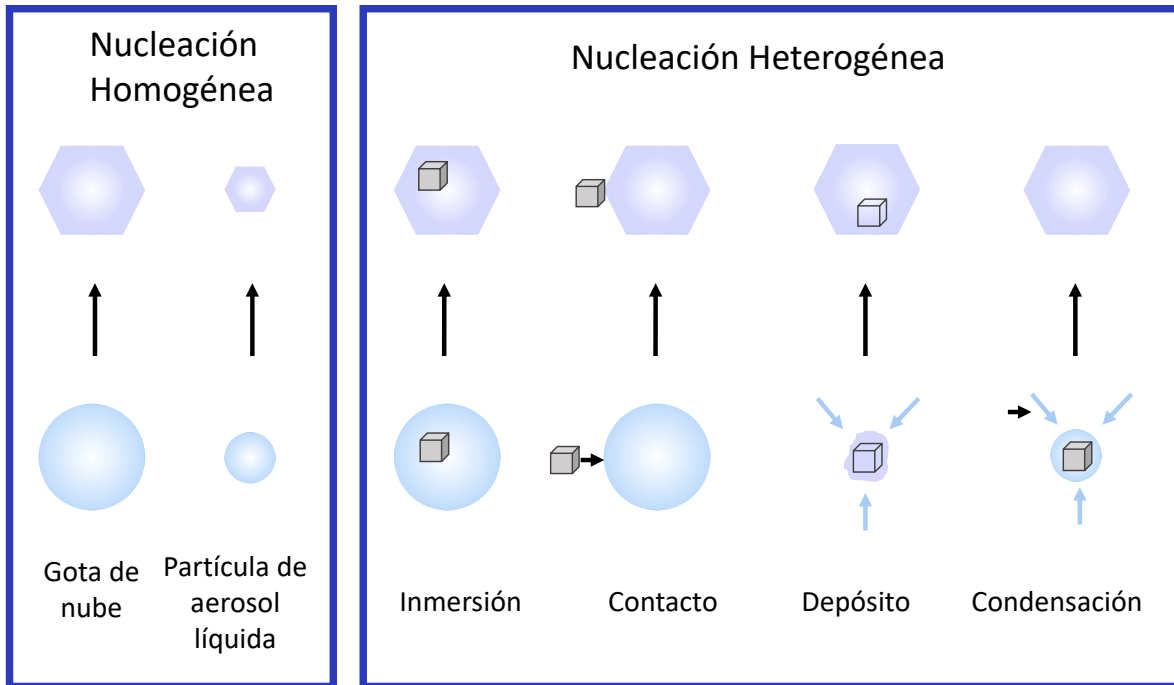 Nucleación
Homogénea
Gota de
nube
Partícula de
aerosol
líquida
Nucleación Heterogénea
Inmersión
Contacto
Depósito
Condensación